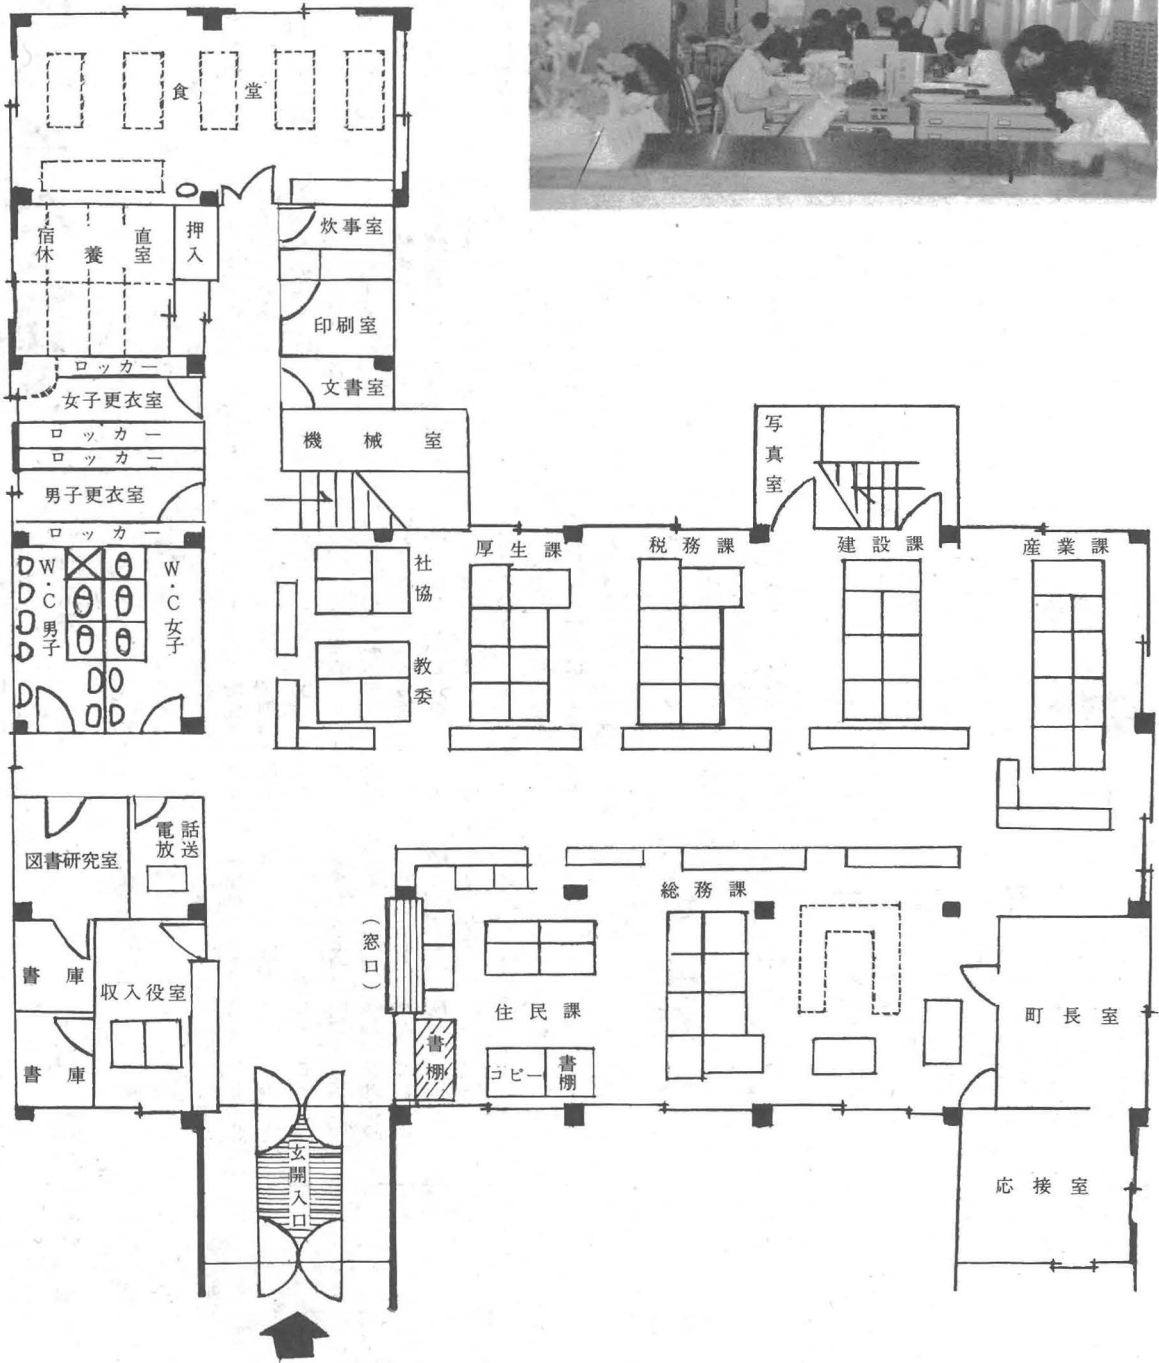 食堂
炊事室
宿直室
休養
押入
印刷室
ロッカー
文書室
女子更衣室
ロッカー
ロッカー
機械室
写真室
男子更衣室
ロッカー
厚生課
税務課
建設課
産業課
社協
W・C男子
W・C女子
教委
電話
放送
図書研究室
総務課
(窓口)
書庫
収入役室
住民課
町長室
書棚
コピー
書棚
書庫
玄開入口
応接室